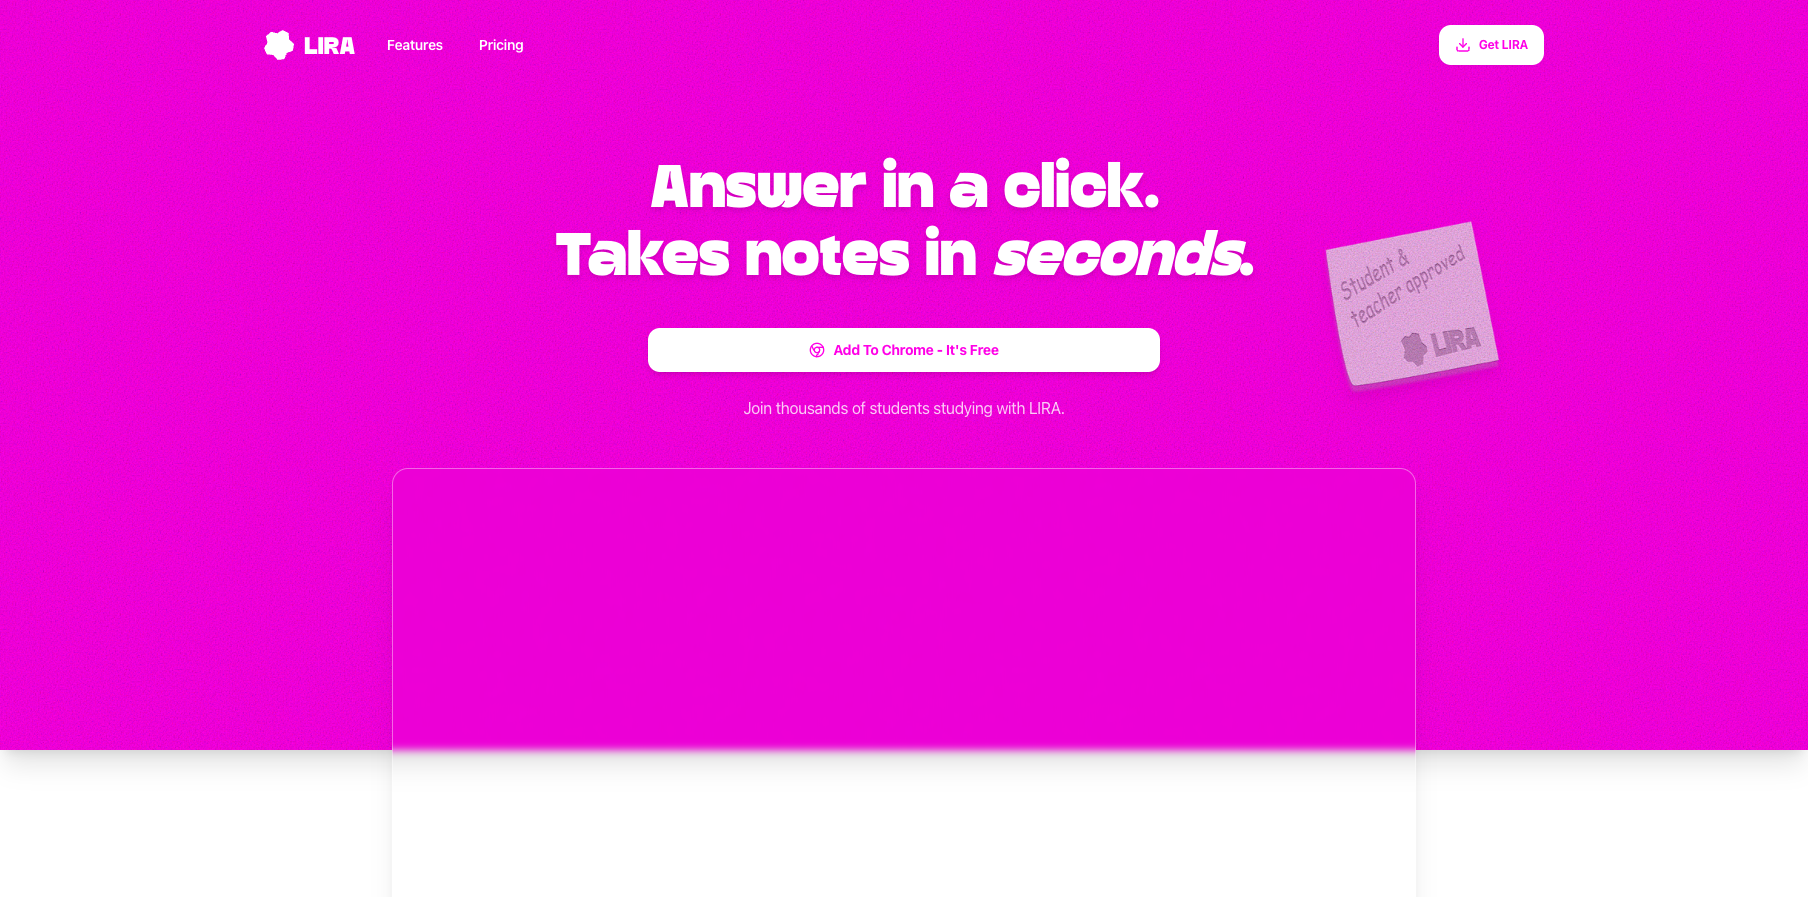 LIRA
Features
Pricing
Get LIRA
Answer in a click.
Takes notes in seconds.
Student &
teacher approved
LIRA
Add To Chrome - It's Free
Join thousands of students studying with LIRA.